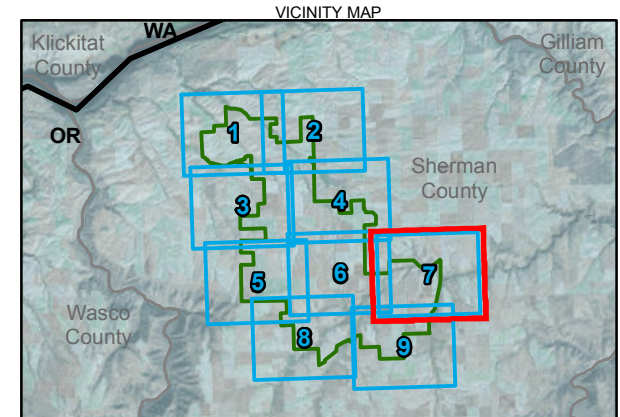 VICINITY MAP
WA
Klickitat
County
Gilliam
County
OR
1
2
Sherman
County
3
4
5
6
7
Wasco
County
8
9